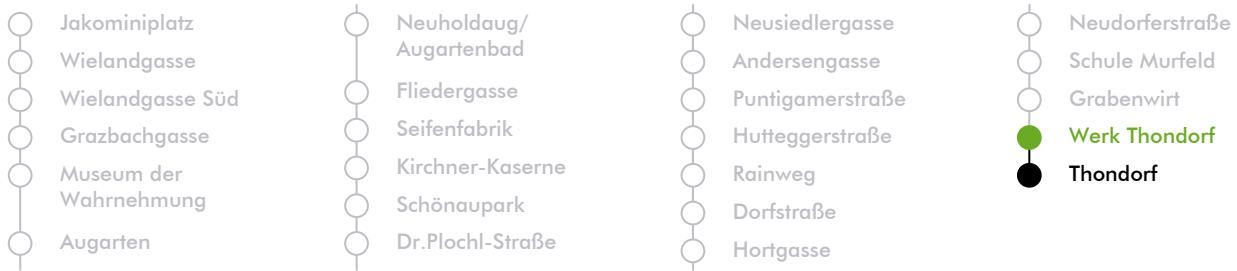 Jakominiplatz
Wielandgasse
Wielandgasse Süd
Grazbachgasse
Museum der
Wahrnehmung
Augarten
Neuholdaug/
Augartenbad
Fliedergasse
Seifenfabrik
Kirchner-Kaserne
Schönaupark
Dr.Plochl-Straße
Neusiedlergasse
Andersengasse
Puntigamerstraße
Hutteggerstraße
Rainweg
Dorfstraße
Hortgasse
Neudorferstraße
Schule Murfeld
Grabenwirt
Werk Thondorf
Thondorf